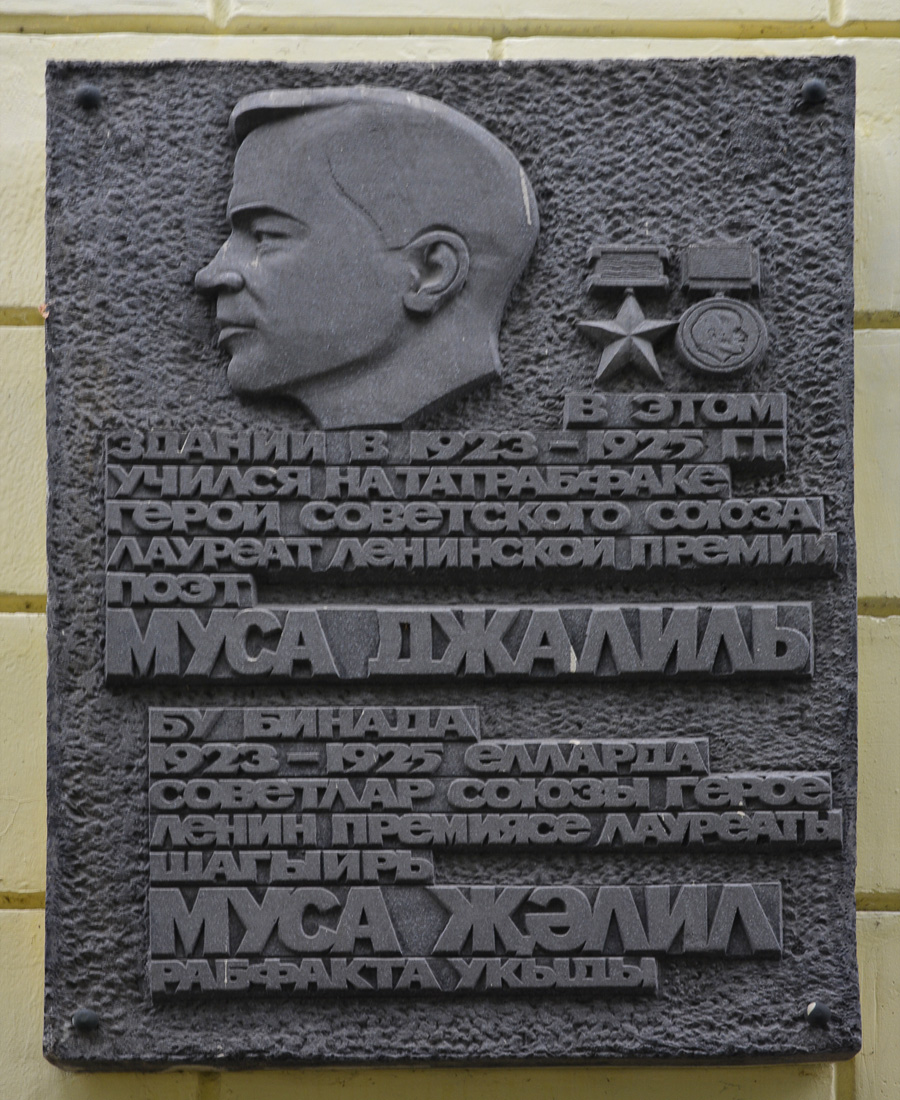 В ЭТОМ
ЗДАНИИ В 1923 – 1925 ГГ.
УЧИЛСЯ НА ТАТРАБФАКЕ
ГЕРОЙ СОВЕТСКОГО СОЮЗА
ЛАУРЕАТ ЛЕНИНСКОЙ ПРЕМИИ
ПОЭТ
МУСА ДЖАЛИЛЬ
БУ БИНАДА
1923 – 1925 ЕЛЛАРДА
СОВЕТЛАР СОЮЗЫ ГЕРОЕ
ЛЕНИН ПРЕМИЯСЕ ЛАУРЕАТЫ
ШАГЫЙРЬ
МУСА ҖӘЛИЛ
РАБФАКТА УКЫДЫ